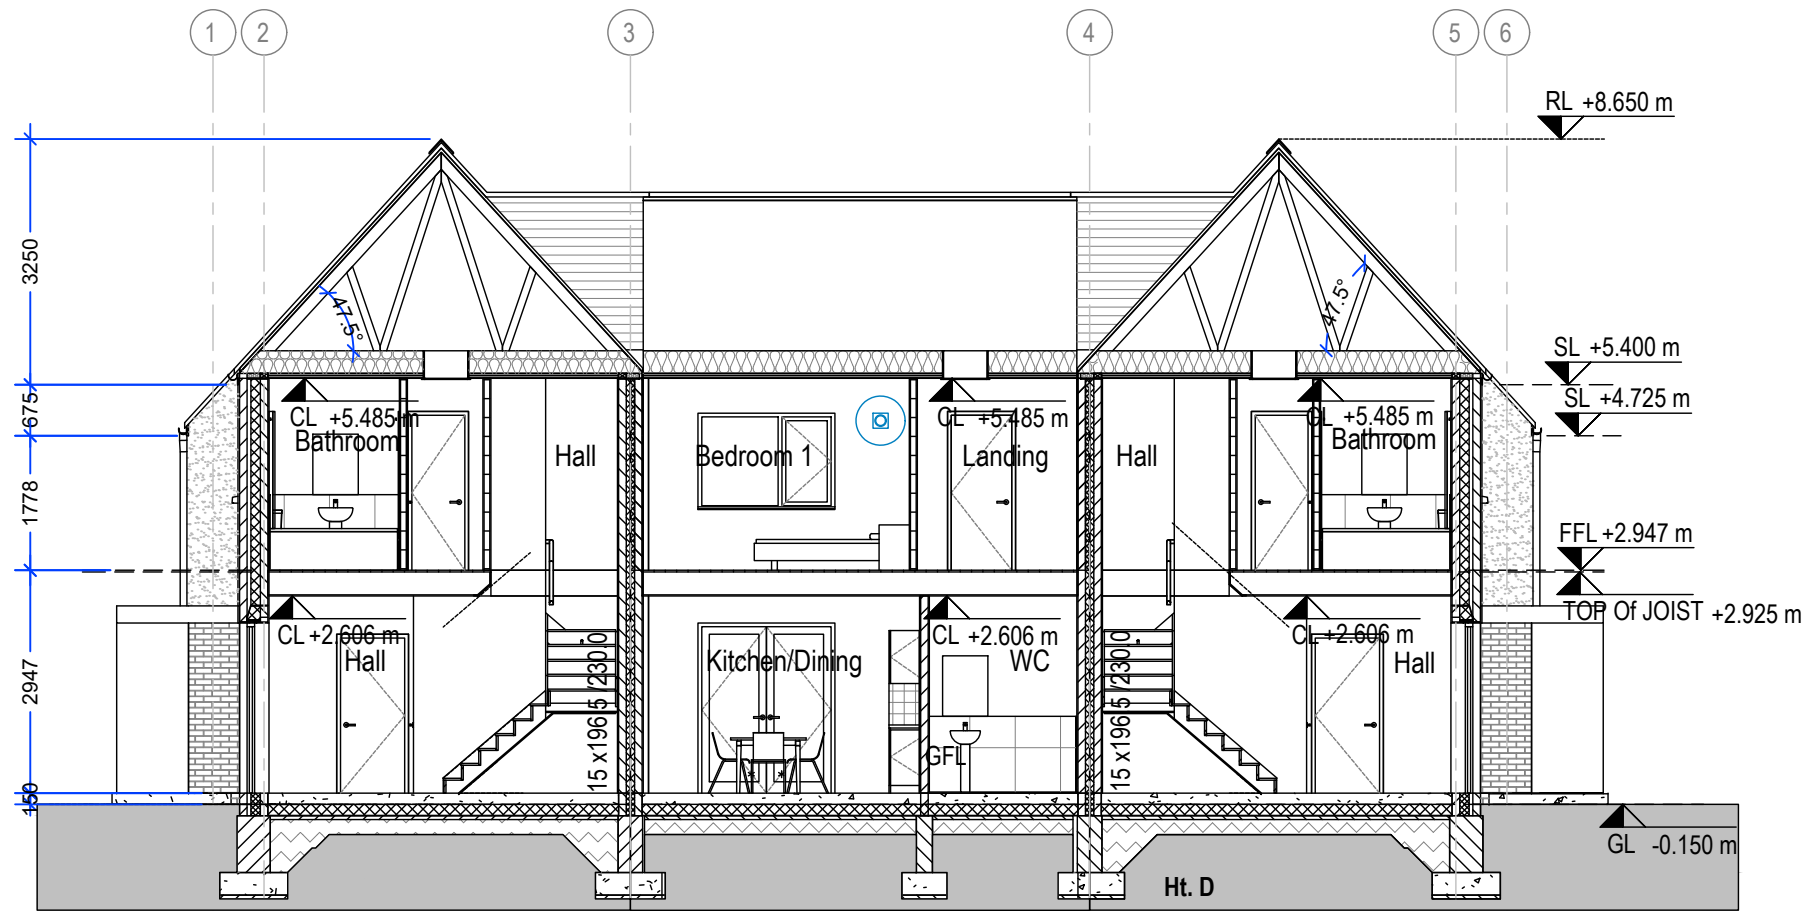 1 2 3 4 5 6
RL +8.650 m
3250
47.5° 47.5°
SL +5.400 m
SL +4.725 m
675
CL +5.485 m CL +5.485 m CL +5.485 m
Bathroom Hall Bedroom 1 Landing Hall Bathroom
1778
FFL +2.947 m
TOP Of JOIST +2.925 m
CL +2.606 m CL +2.606 m CL +2.606 m
Hall Kitchen/Dining WC Hall
2947
15 x196.5 /230.0 15 x196.5 /230.0
GFL
150
GL -0.150 m
Ht. D